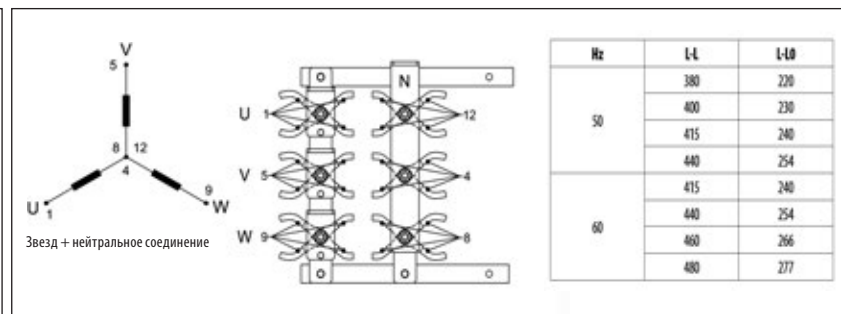 V
5
8 12
4
9
U 1
W
Звезд + нейтральное соединение
N
U 1 12
V 5 4
W 9 8
Hz L-L L-L0
50
380 220
400 230
415 240
440 254
60
415 240
440 254
460 266
480 277